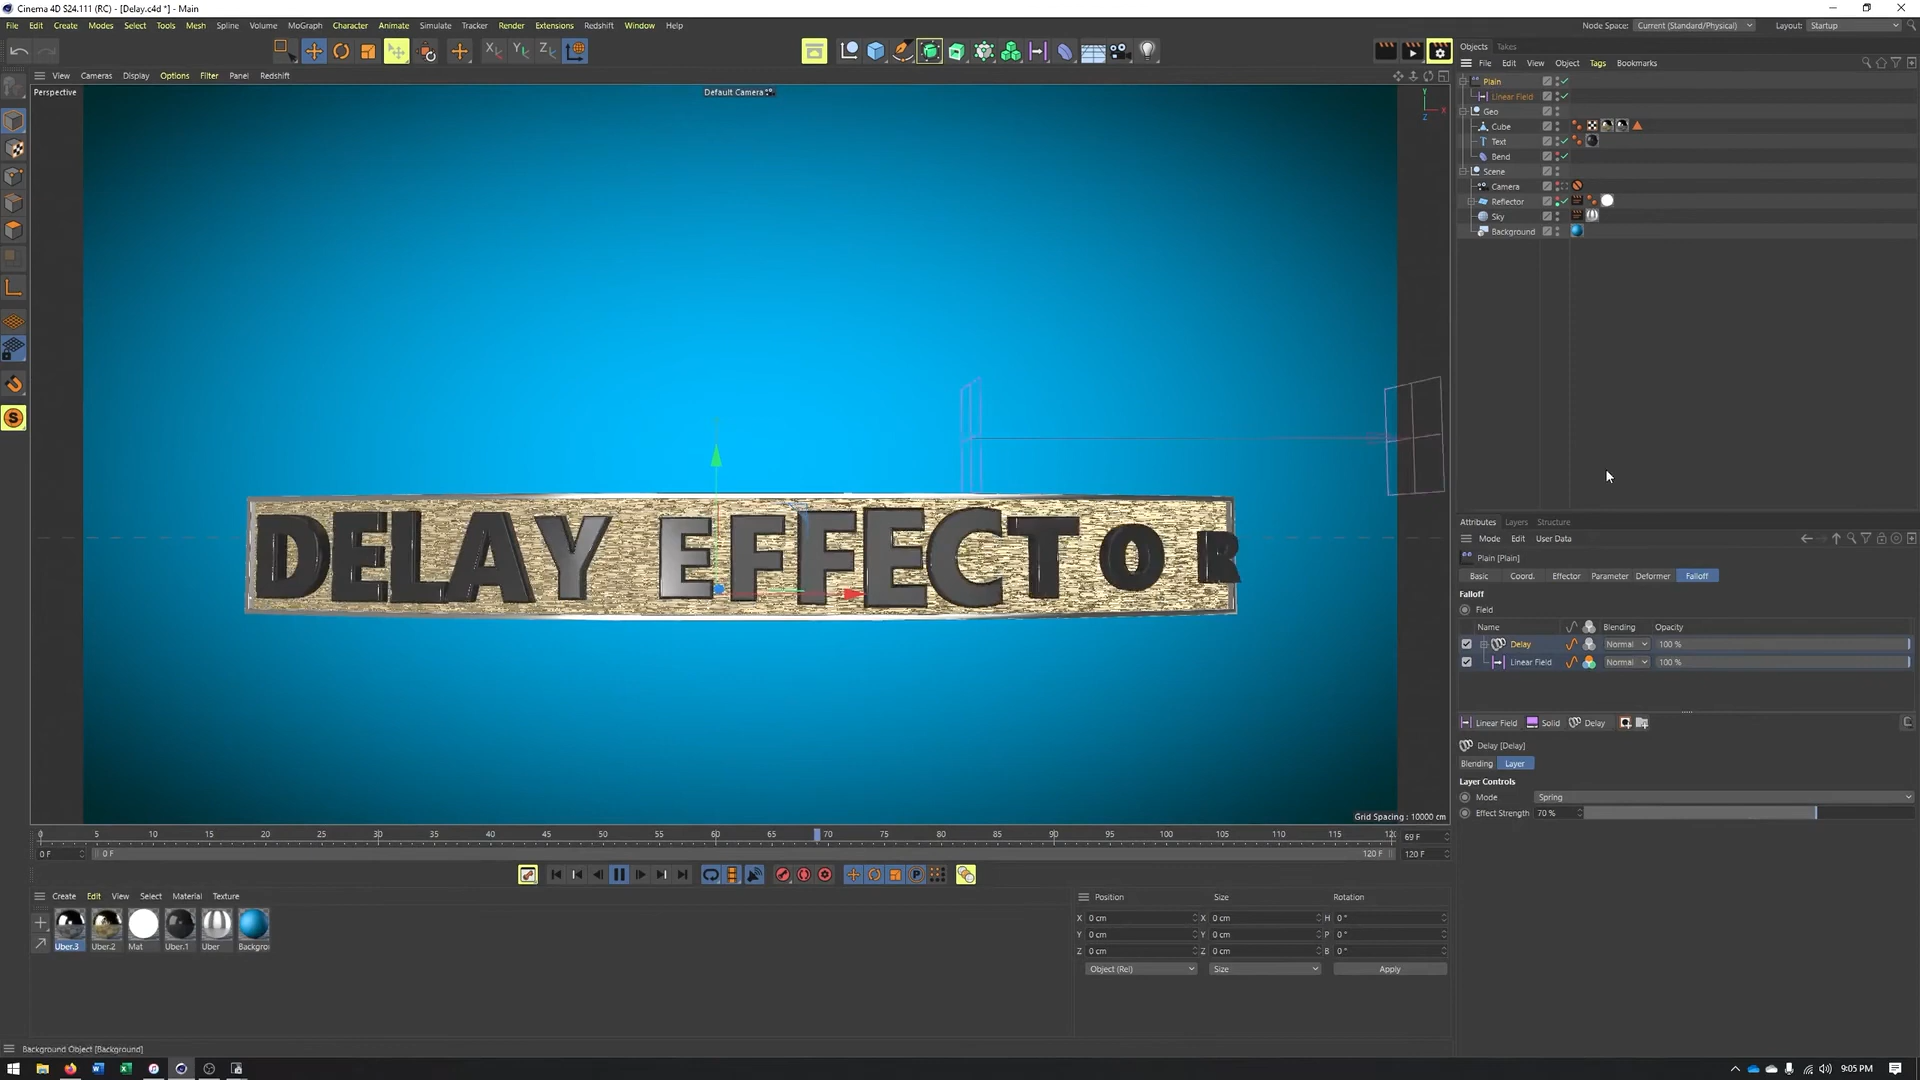 Cinema 4D S24.111 (RC) - [Delay.c4d *] - Main
File Edit Create Modes Select Tools Mesh Spline Volume MoGraph Character Animate Simulate Tracker Render Extensions Redshift Window Help
Node Space: Current (Standard/Physical) Layout: Startup
Objects Takes
File Edit View Object Tags Bookmarks
View Cameras Display Options Filter Panel Redshift
Perspective
Default Camera
Plain
Linear Field
Geo
Cube
Text
Bend
Scene
Camera
Reflector
Sky
Background
Y
X
Z
DELAY EFFECTOR
Attributes Layers Structure
Mode Edit User Data
Plain [Plain]
Basic Coord. Effector Parameter Deformer Falloff
Falloff
Field
Name Blending Opacity
Delay Normal 100 %
Linear Field Normal 100 %
Linear Field Solid Delay
Delay [Delay]
Blending Layer
Layer Controls
Mode Spring
Effect Strength 70 %
Grid Spacing : 10000 cm
0 5 10 15 20 25 30 35 40 45 50 55 60 65 70 75 80 85 90 95 100 105 110 115 120 69 F
0 F 0 F 120 F 120 F
Create Edit View Select Material Texture
Uber.3 Uber.2 Mat Uber.1 Uber Backgro
Position Size Rotation
X 0 cm X 0 cm H 0 °
Y 0 cm Y 0 cm P 0 °
Z 0 cm Z 0 cm B 0 °
Object (Rel) Size Apply
Background Object [Background]
9:05 PM